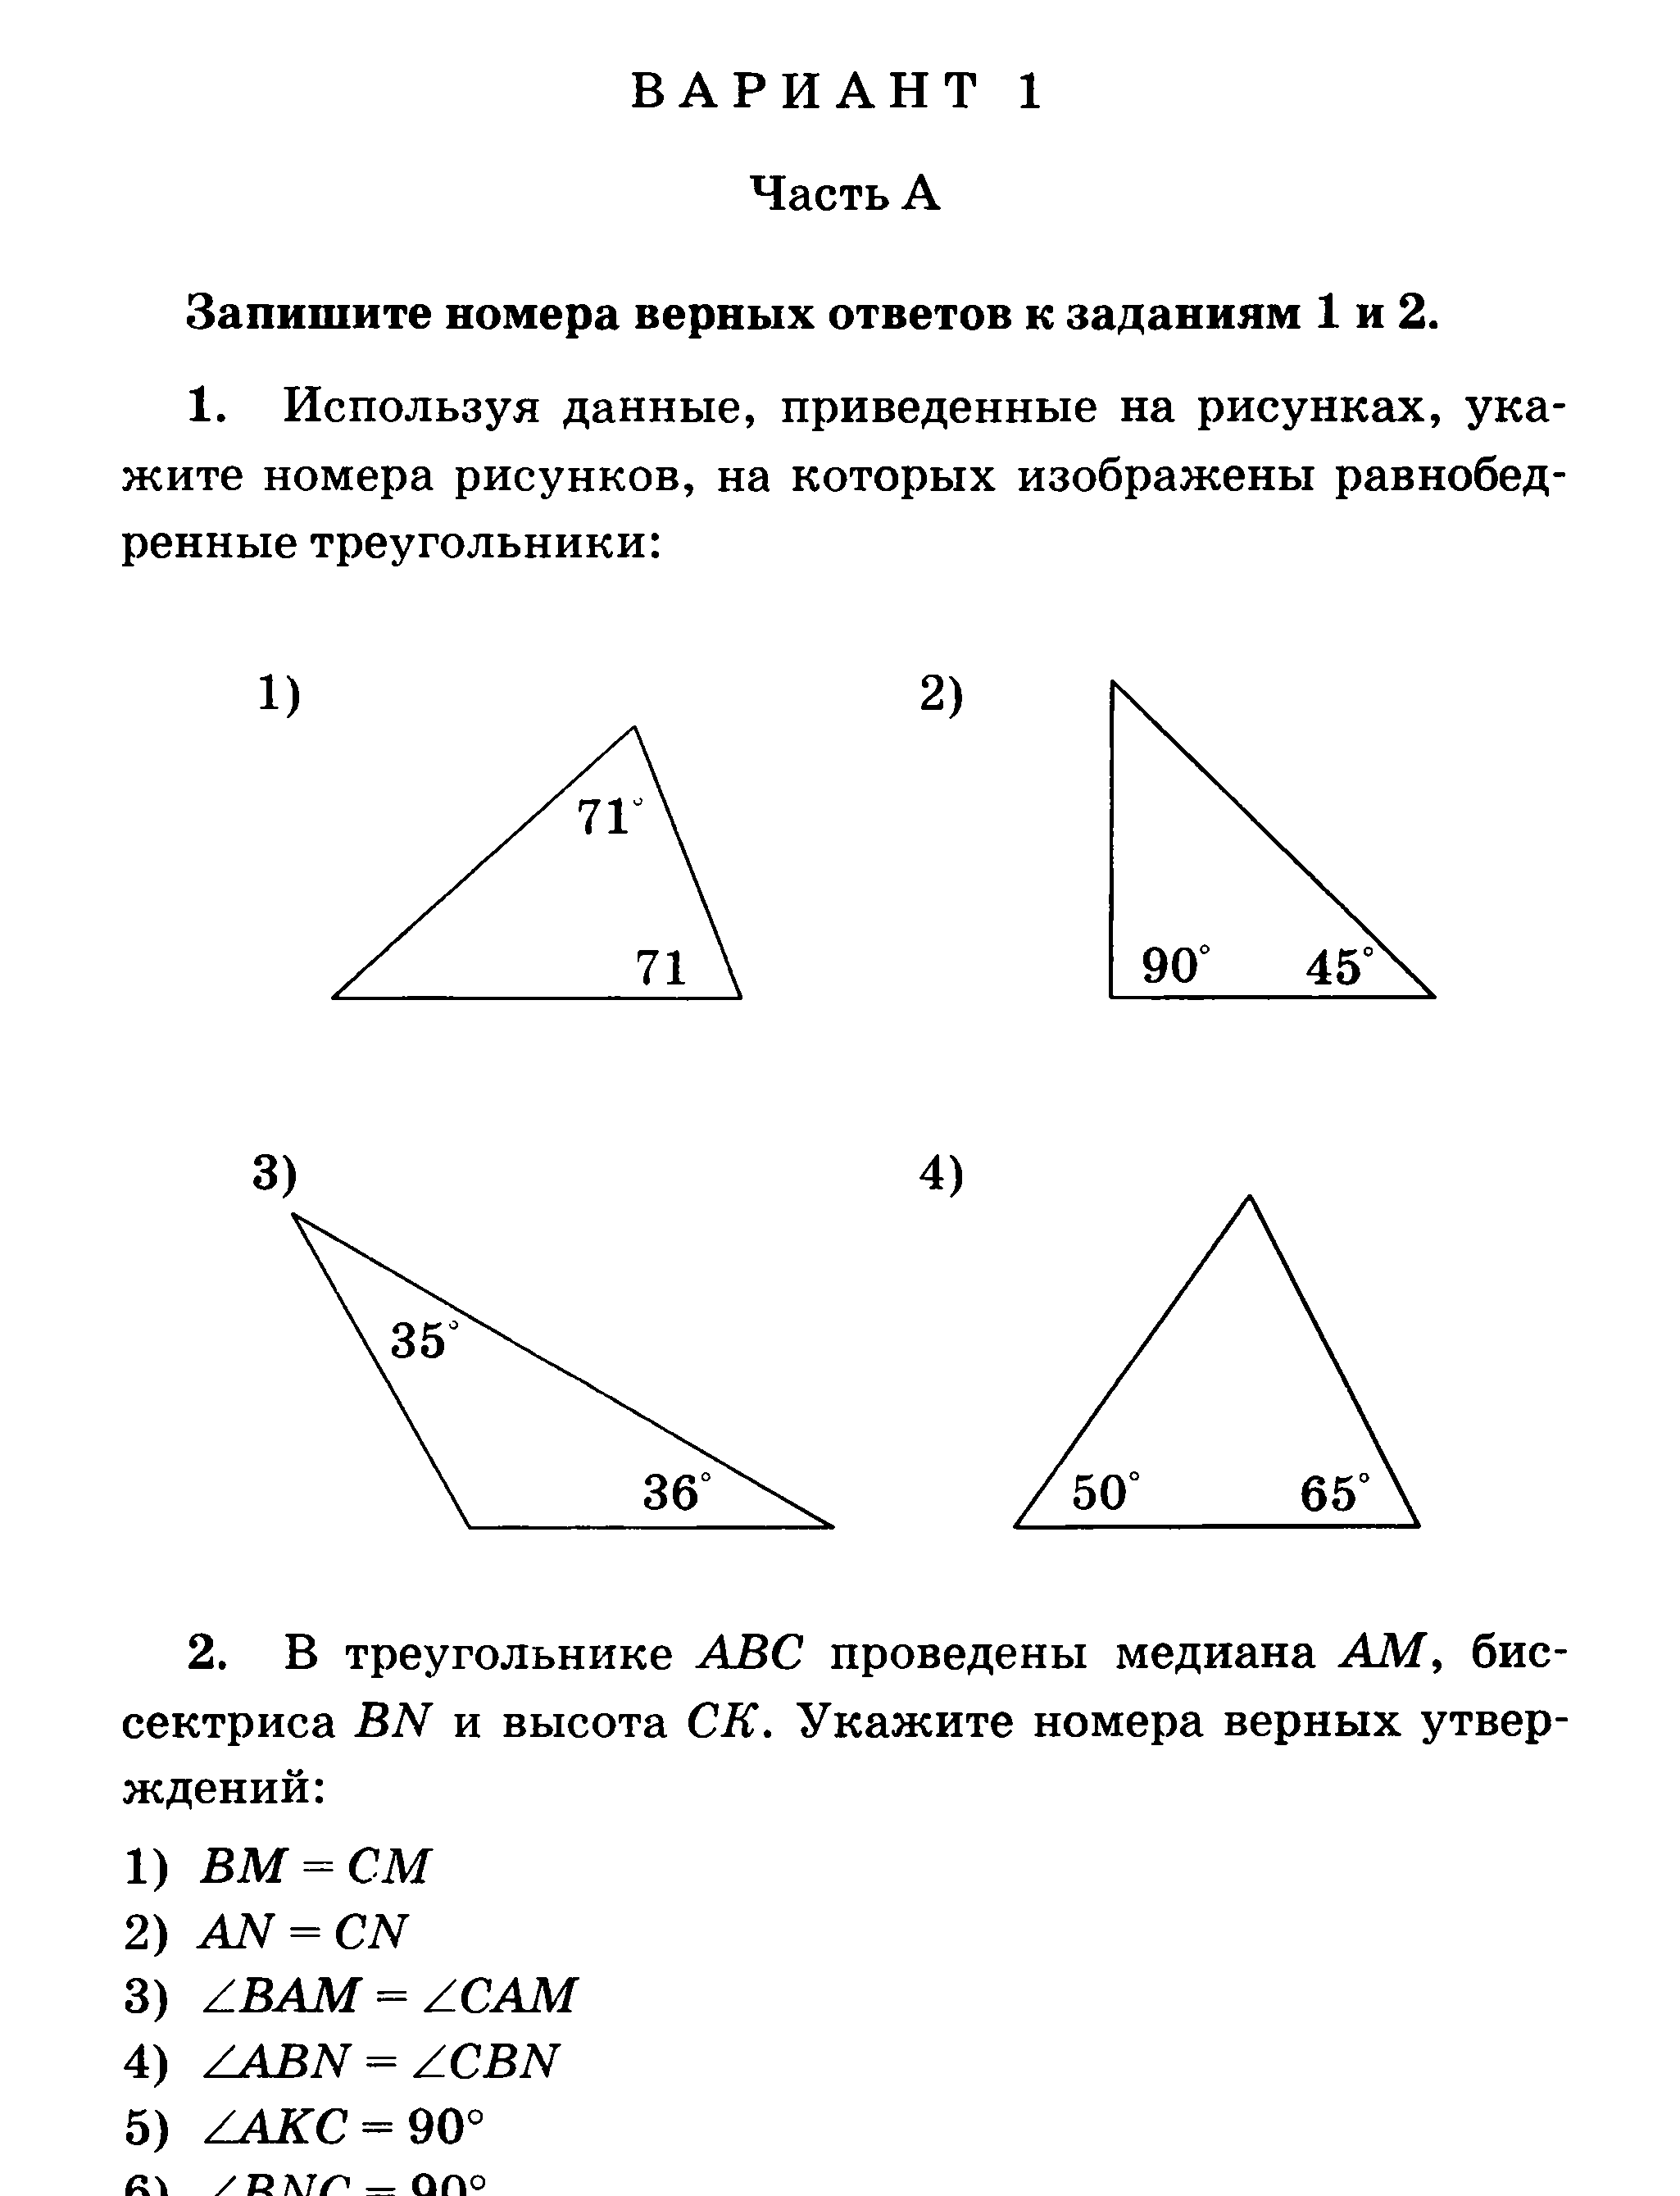 ВАРИАНТ 1
Часть А
Запишите номера верных ответов к заданиям 1 и 2.
1. Используя данные, приведенные на рисунках, ука-
жите номера рисунков, на которых изображены равнобед-
ренные треугольники:
1)
71°
71
2)
90°
45°
3)
35°
36°
4)
50°
65°
2. В треугольнике ABC проведены медиана AM, бис-
сектриса BN и высота CK. Укажите номера верных утвер-
ждений:
1) BM = CM
2) AN = CN
3) ∠BAM = ∠CAM
4) ∠ABN = ∠CBN
5) ∠AKC = 90°
6) ∠BNC = 90°